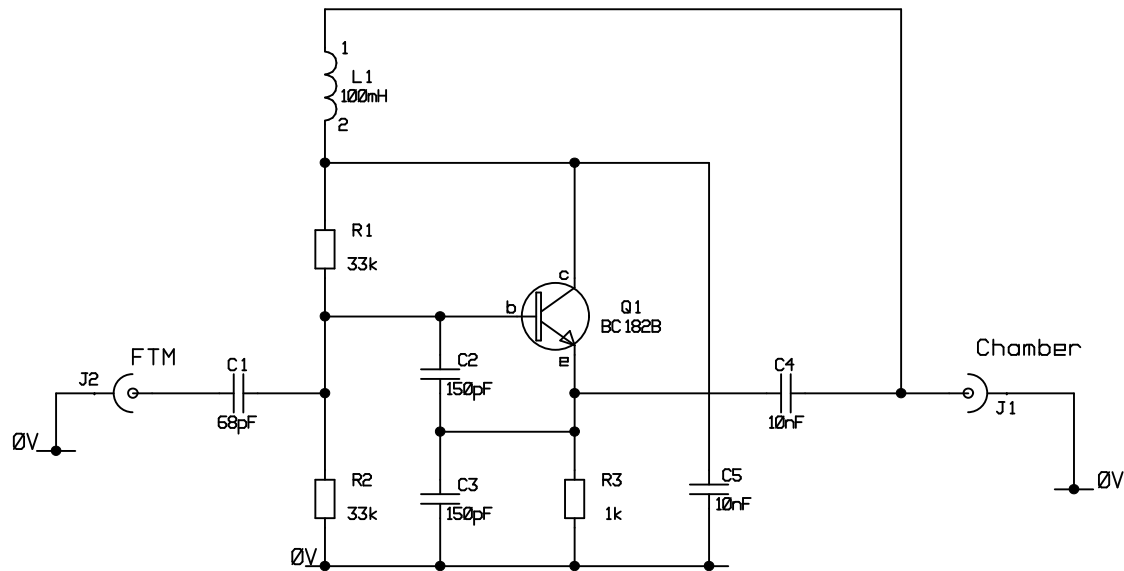 1
L1
100mH
2
R1
33k
c
b
Q1
BC182B
e
FTM
J2
C1
68pF
0V
C2
150pF
C4
10nF
Chamber
J1
0V
R2
33k
C3
150pF
R3
1k
C5
10nF
0V